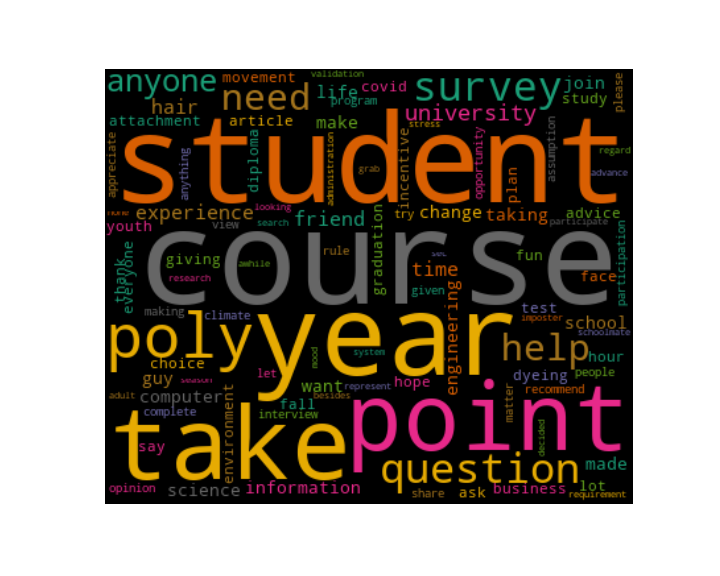 anyone
movement
validation
covid
join
please
need
life
program
survey
study
hair
attachment
article
make
stress
university
appreciate
anything
diploma
administration
grab
incentive
opportunity
plan
assumption
regard
advance
student
none
experience
looking
friend
try
change
taking
advice
youth
view
search
graduation
participate
participation
course
thank
everyone
giving
awhile
rule
time
fun
face
research
given
test
making
climate
imposter
school
schoolmate
poly
year
engineering
help
hour
choice
mood
system
dyeing
people
guy
season
let
want
represent
hope
recommend
adult
computer
environment
besides
matter
complete
fall
interview
point
decided
say
take
question
made
opinion
science
information
share
ask
business
lot
requirement